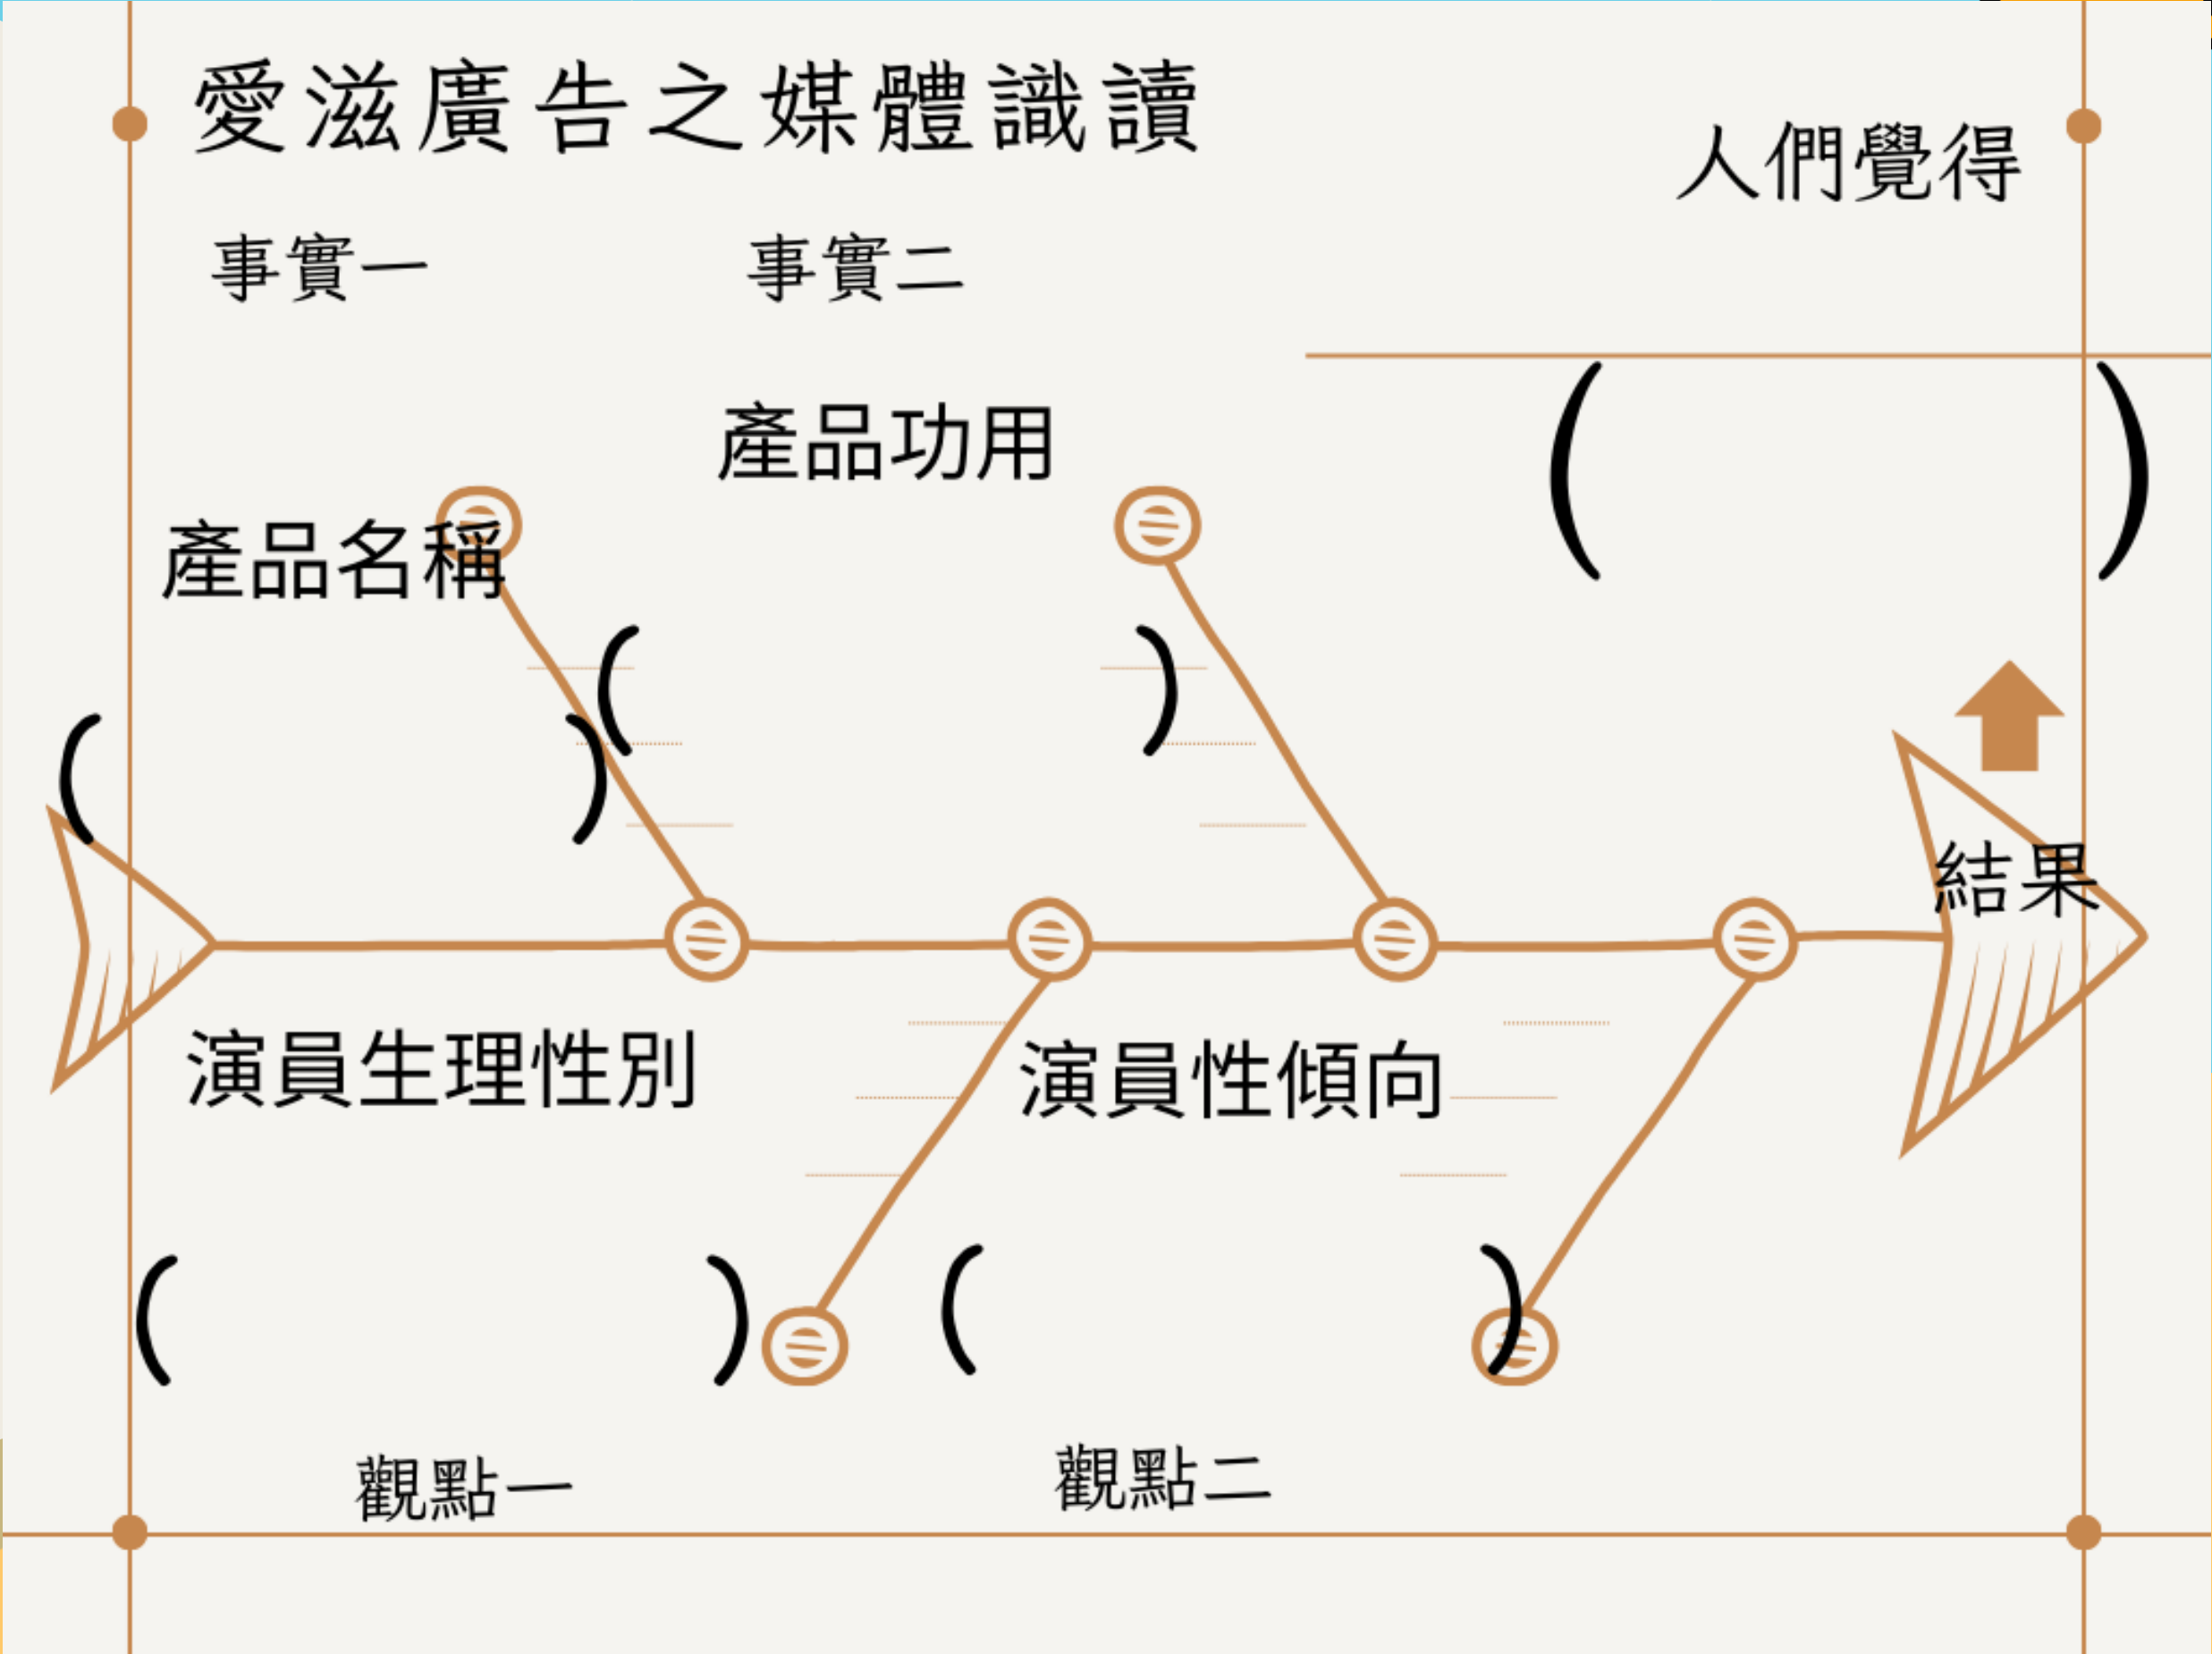 愛滋廣告之媒體識讀
人們覺得
事實一
事實二
產品功用
(    )
產品名稱
(    )
(    )
結果
演員生理性別
演員性傾向
(    )
(    )
觀點一
觀點二